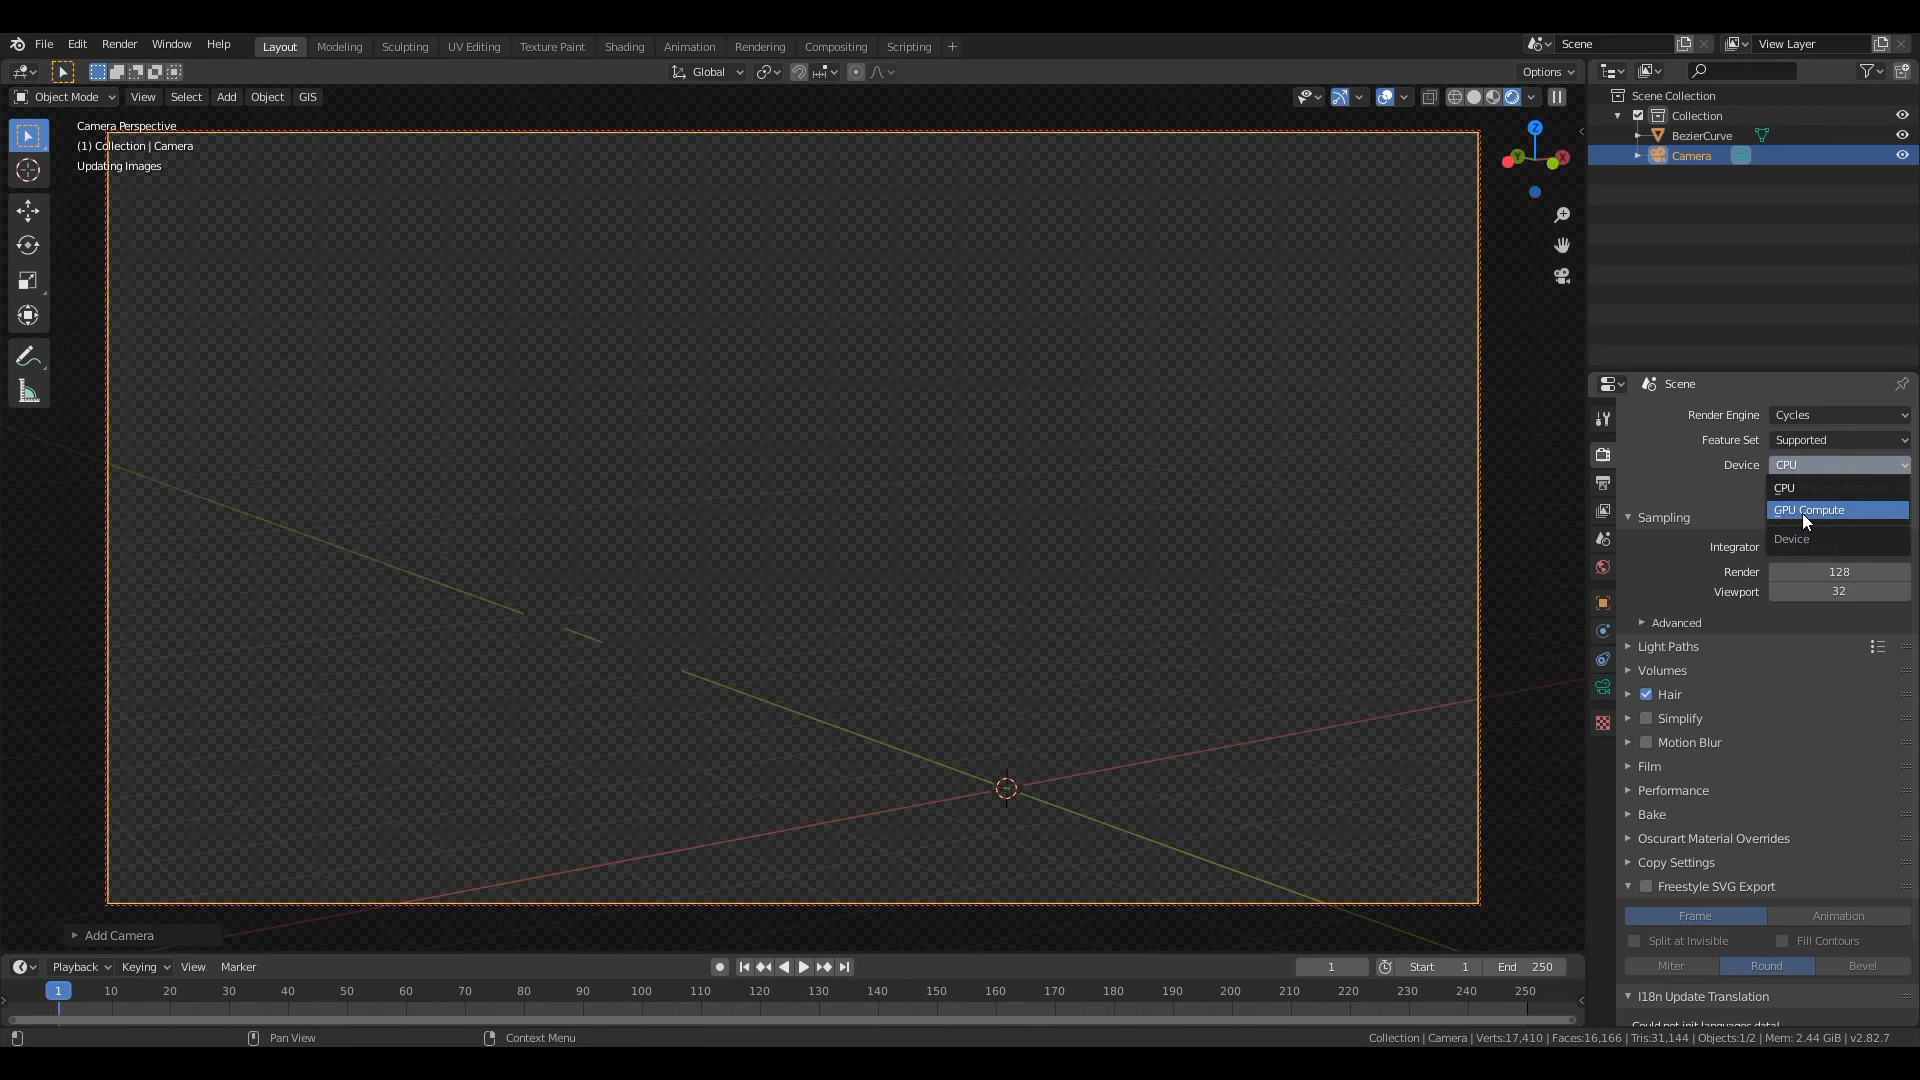 File Edit Render Window Help Layout Modeling Sculpting UV Editing Texture Paint Shading Animation Rendering Compositing Scripting + Scene View Layer
Global Options
Object Mode View Select Add Object GIS
Camera Perspective
(1) Collection | Camera
Updating Images
Z
Y
X
Scene Collection
Collection
BezierCurve
Camera
Scene
Render Engine Cycles
Feature Set Supported
Device CPU
CPU
GPU Compute
Device
Sampling
Integrator
Render 128
Viewport 32
Advanced
Light Paths
Volumes
Hair
Simplify
Motion Blur
Film
Performance
Bake
Oscurart Material Overrides
Copy Settings
Freestyle SVG Export
Frame Animation
Split at Invisible Fill Contours
Miter Round Bevel
I18n Update Translation
Could not init languages data!
Add Camera
Playback Keying View Marker 1 Start 1 End 250
1 10 20 30 40 50 60 70 80 90 100 110 120 130 140 150 160 170 180 190 200 210 220 230 240 250
Pan View Context Menu Collection | Camera | Verts:17,410 | Faces:16,166 | Tris:31,144 | Objects:1/2 | Mem: 2.44 GiB | v2.82.7